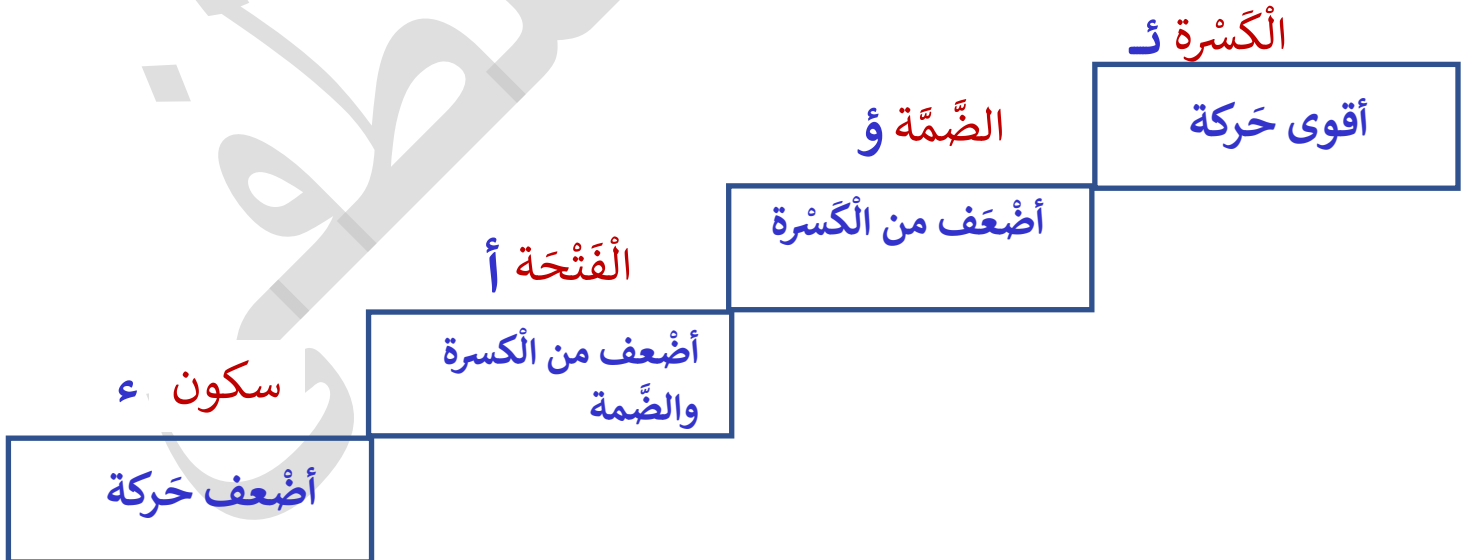 الْكَسْرة ئـ
أقوى حَركة
الضَّمَّة ؤ
أضْعَف من الْكَسْرة
الْفَتْحَة أ
أضْعف من الْكسرة
والضَّمة
سكون ء
أضْعف حَركة